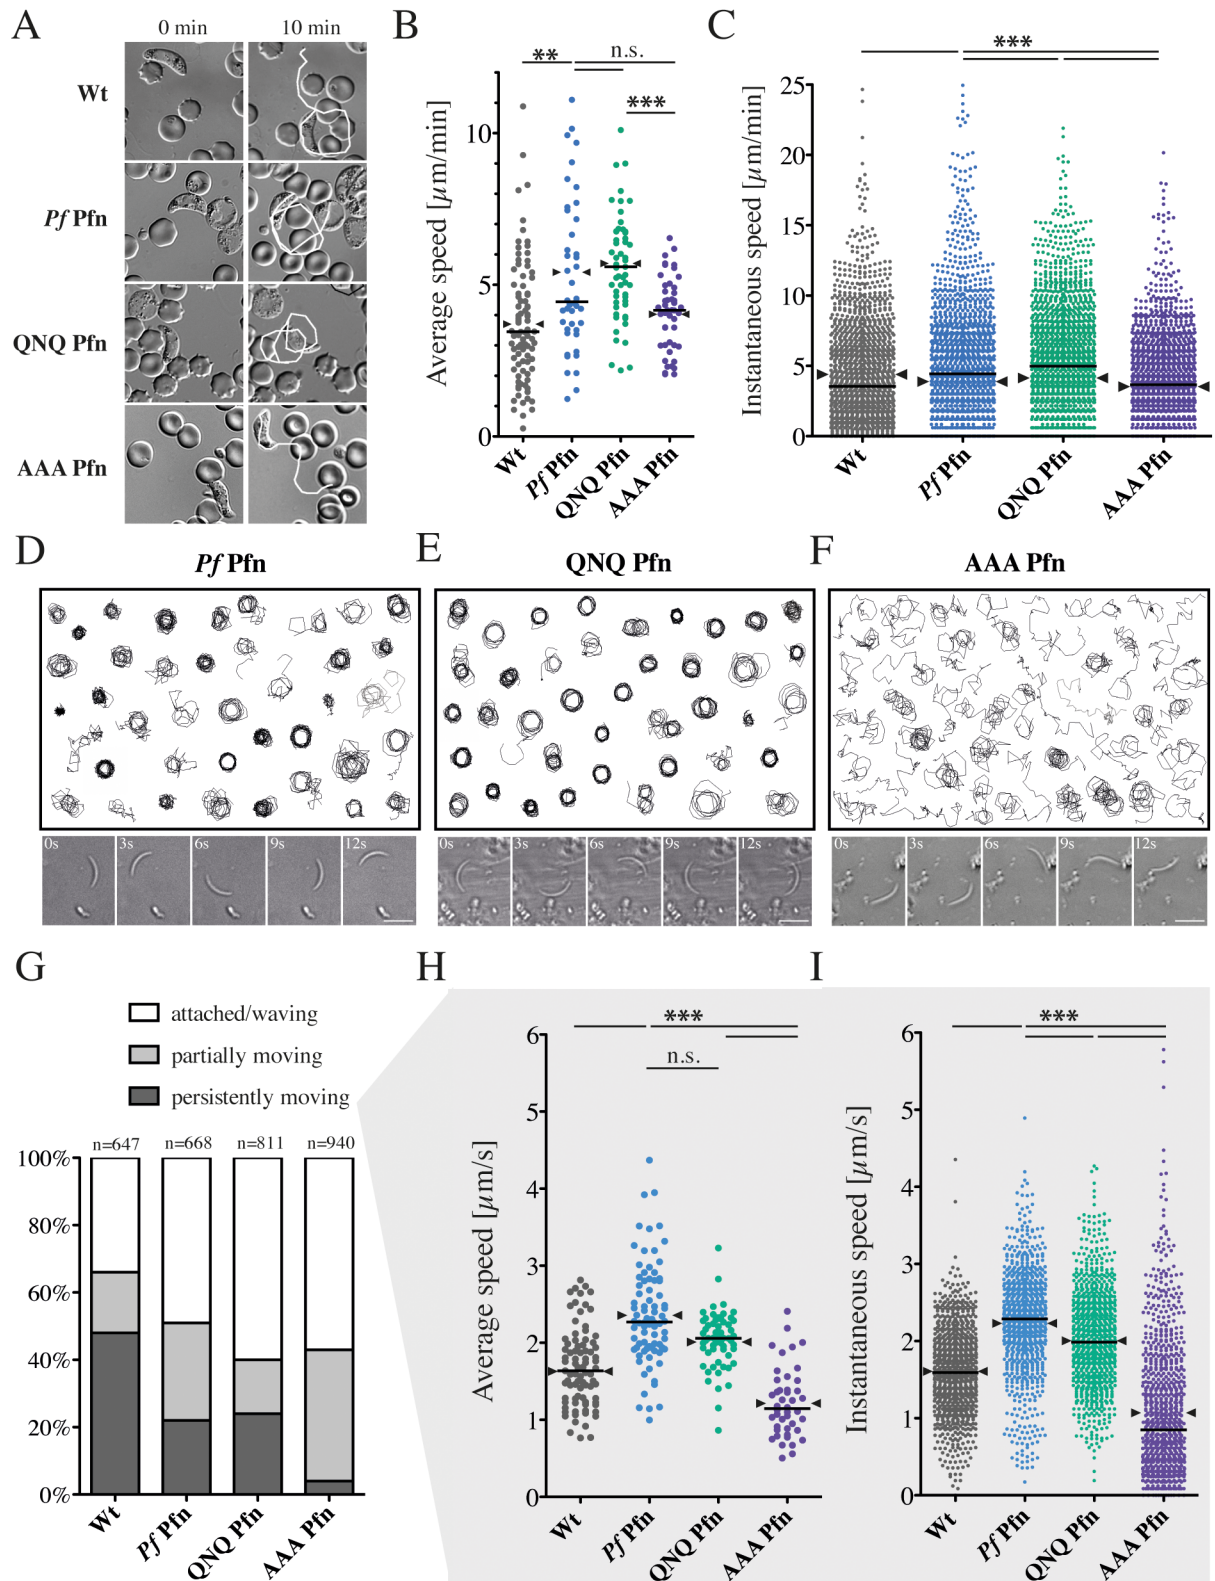 A
0 min
10 min
Wt
Pf Pfn
QNQ Pfn
AAA Pfn
B
**
n.s.
***
Average speed [µm/min]
10
5
0
Wt
Pf Pfn
QNQ Pfn
AAA Pfn
C
***
Instantaneous speed [µm/min]
25
20
15
10
5
0
Wt
Pf Pfn
QNQ Pfn
AAA Pfn
D
Pf Pfn
0s
3s
6s
9s
12s
E
QNQ Pfn
0s
3s
6s
9s
12s
F
AAA Pfn
0s
3s
6s
9s
12s
G
attached/waving
partially moving
persistently moving
n=647
n=668
n=811
n=940
100%
80%
60%
40%
20%
0%
Wt
Pf Pfn
QNQ Pfn
AAA Pfn
H
***
n.s.
Average speed [µm/s]
6
5
4
3
2
1
0
Wt
Pf Pfn
QNQ Pfn
AAA Pfn
I
***
Instantaneous speed [µm/s]
6
5
4
3
2
1
0
Wt
Pf Pfn
QNQ Pfn
AAA Pfn